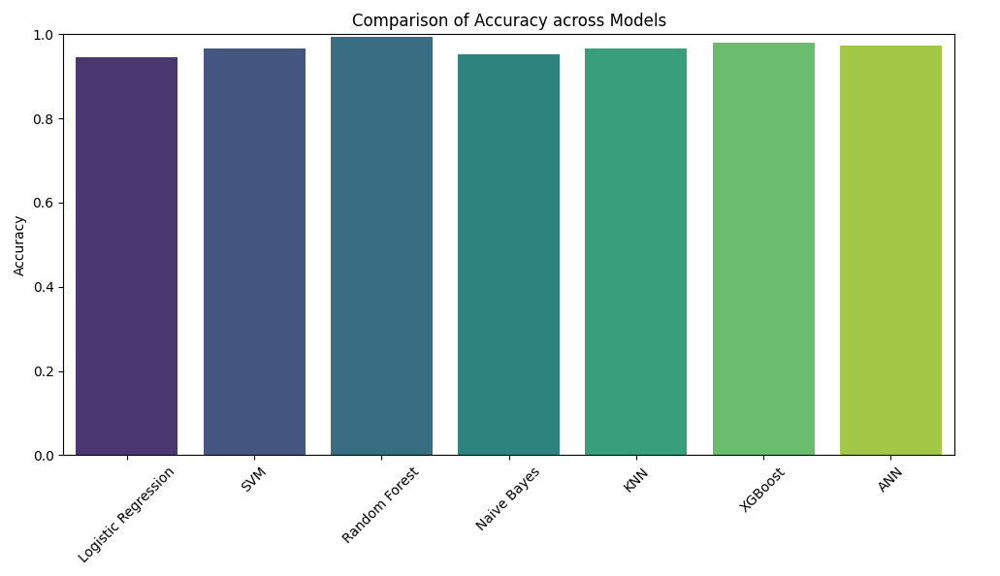 Comparison of Accuracy across Models
Accuracy
1.0
0.8
0.6
0.4
0.2
0.0
Logistic Regression
SVM
Random Forest
Naive Bayes
KNN
XGBoost
ANN